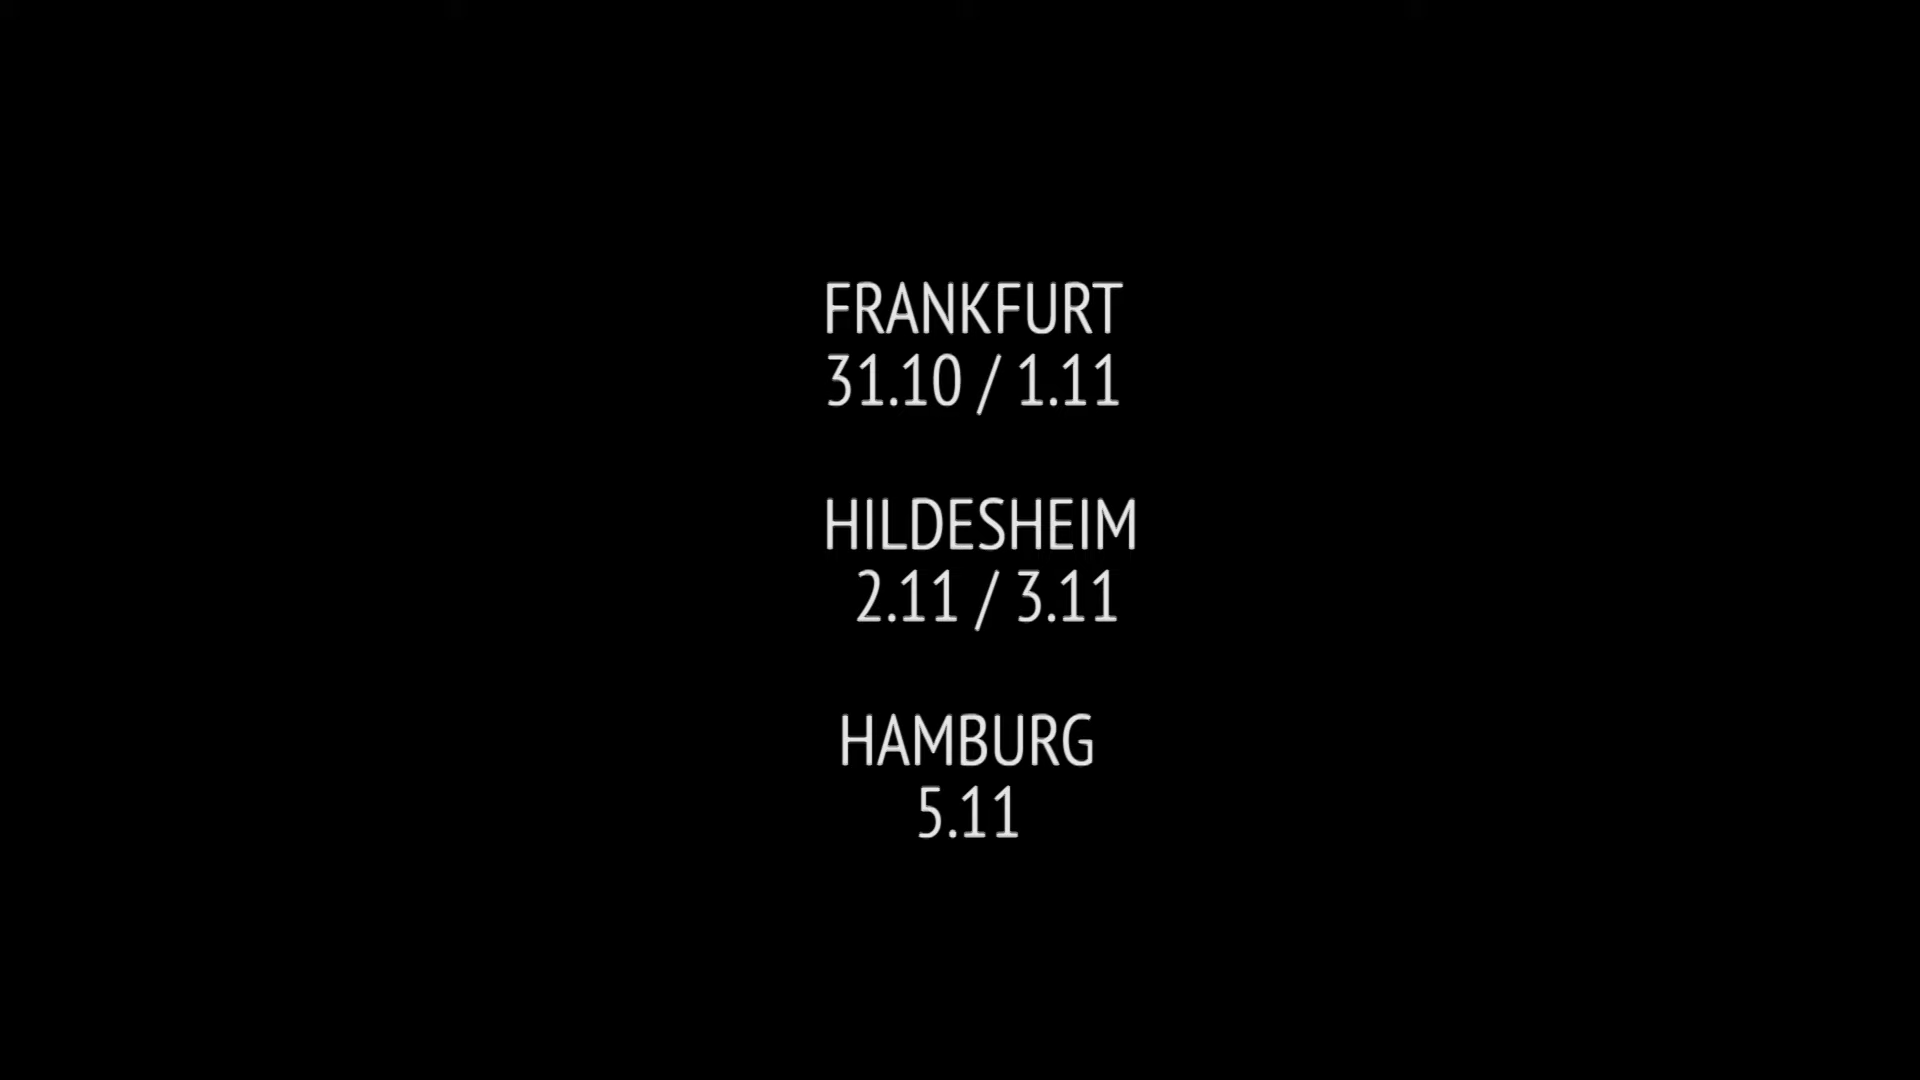 FRANKFURT
31.10 / 1.11
HILDESHEIM
2.11 / 3.11
HAMBURG
5.11